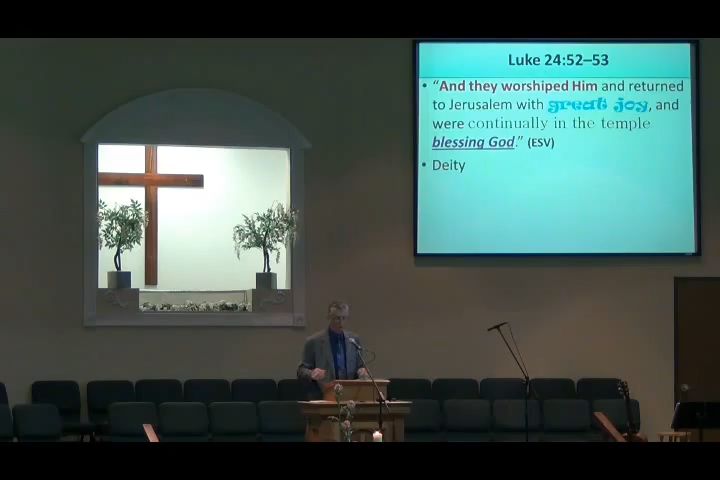 Luke 24:52–53
• “And they worshiped Him and returned
to Jerusalem with great joy, and
were continually in the temple
blessing God.” (ESV)
• Deity